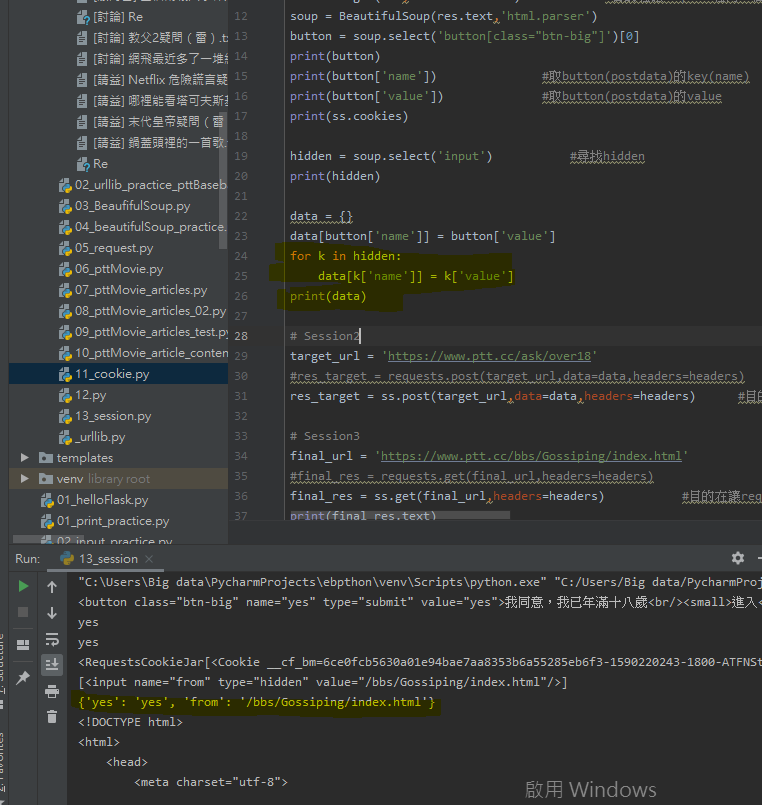 [討論] Re
[討論] 教父2疑問（雷）.tx
[討論] 網飛最近多了一堆
[請益] Netflix 危險謊言疑
[請益] 哪裡能看塔可夫斯基
[請益] 末代皇帝疑問（雷
[請益] 鍋蓋頭裡的一首歌.
Re
02_urllib_practice_pttBaseb
03_BeaufifulSoup.py
04_beautifulSoup_practice.
05_request.py
06_pttMovie.py
07_pttMovie_articles.py
08_pttMovie_articles_02.py
09_pttMovie_articles_test.py
10_pttMovie_article_conten
11_cookie.py
12.py
13_session.py
_urllib.py
templates
venv library root
01_helloFlask.py
01_print_practice.py
02_input_practice.py
12 soup = BeautifulSoup(res.text,'html.parser')
13 button = soup.select('button[class="btn-big"]')[0]
14 print(button)
15 print(button['name']) #取button(postdata)的key(name)
16 print(button['value']) #取button(postdata)的value
17 print(ss.cookies)
18
19 hidden = soup.select('input') #尋找hidden
20 print(hidden)
21
22 data = {}
23 data[button['name']] = button['value']
24 for k in hidden:
25 data[k['name']] = k['value']
26 print(data)
27
28 # Session2
29 target_url = 'https://www.ptt.cc/ask/over18'
30 #res_target = requests.post(target_url,data=data,headers=headers)
31 res_target = ss.post(target_url,data=data,headers=headers) #目的
32
33 # Session3
34 final_url = 'https://www.ptt.cc/bbs/Gossiping/index.html'
35 #final_res = requests.get(final_url,headers=headers)
36 final_res = ss.get(final_url,headers=headers) #目的在讓req
37 print(final_res.text)
Run: 13_session
"C:\Users\Big data\PycharmProjects\ebpthon\venv\Scripts\python.exe" "C:/Users/Big data/PycharmProj
<button class="btn-big" name="yes" type="submit" value="yes">我同意，我已年滿十八歲<br/><small>進入<
yes
yes
<RequestsCookieJar[<Cookie __cf_bm=6ce0fcb5630a01e94bae7aa8353b6a55285eb6f3-1590220243-1800-ATFNSt
[<input name="from" type="hidden" value="/bbs/Gossiping/index.html"/>]
{'yes': 'yes', 'from': '/bbs/Gossiping/index.html'}
<!DOCTYPE html>
<html>
<head>
<meta charset="utf-8">
啟用 Windows